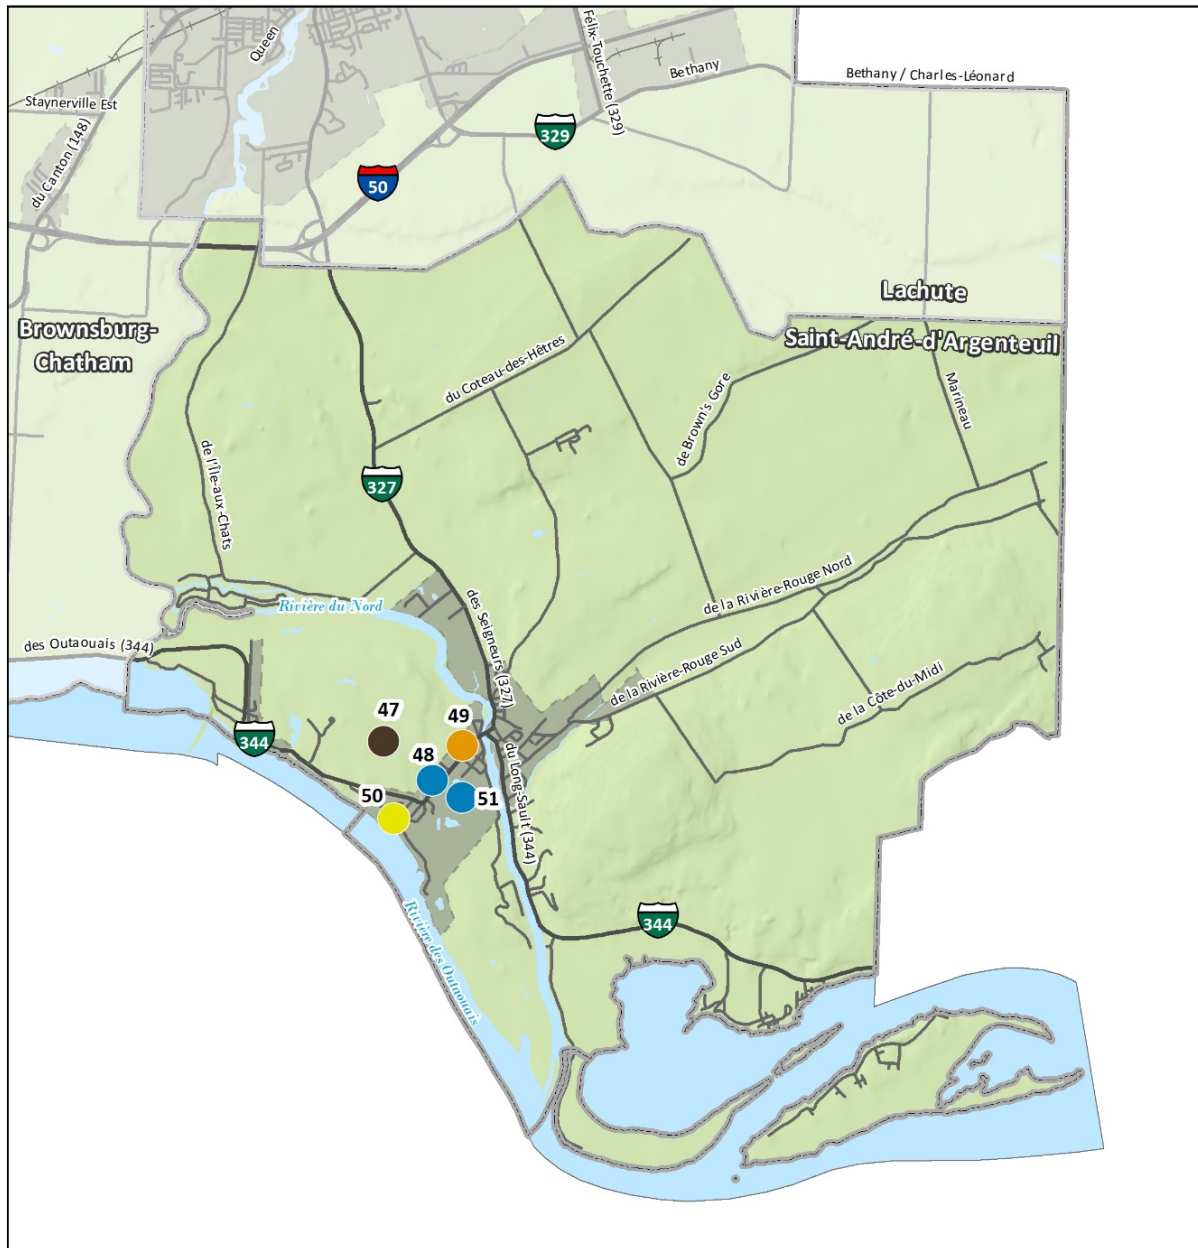 Queen
Félix-Touchette (329)
Bethany
Bethany / Charles-Léonard
Staynerville Est
du Canton (148)
329
50
Lachute
Brownsburg-
Chatham
Saint-André-d'Argenteuil
du Coteau-des-Hêtres
de Brown's Gore
Marineau
de l'Île-aux-Chats
327
Rivière du Nord
des Seigneurs (327)
de la Rivière-Rouge Nord
des Outaouais (344)
de la Rivière-Rouge Sud
de la Côte-du-Midi
47
49
344
48
50
51
du Long-Sault (344)
344
Rivière des Outaouais